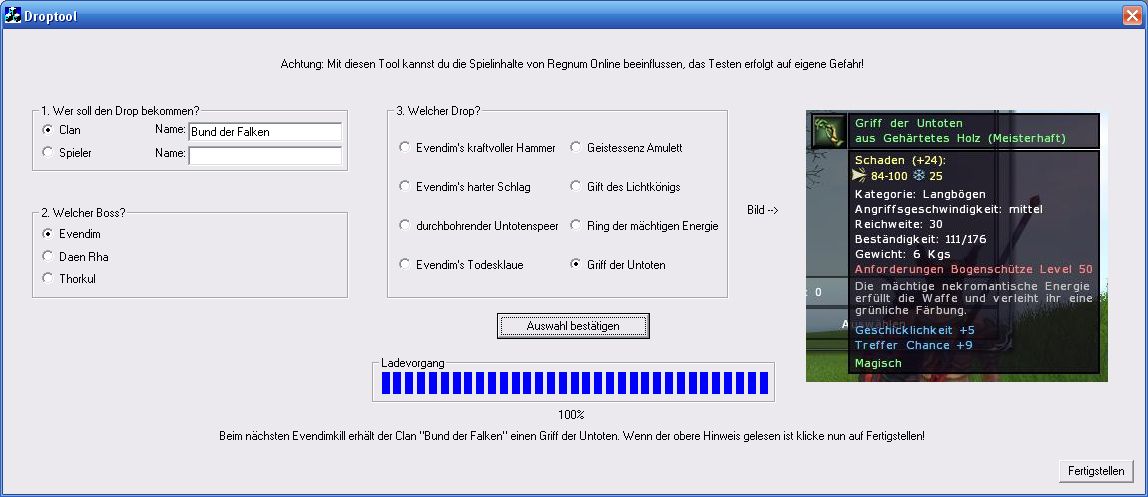 Droptool
Achtung: Mit diesen Tool kannst du die Spielinhalte von Regnum Online beeinflussen, das Testen erfolgt auf eigene Gefahr!
1. Wer soll den Drop bekommen?
Clan Name: Bund der Falken
Spieler Name:
2. Welcher Boss?
Evendim
Daen Rha
Thorkul
3. Welcher Drop?
Evendim's kraftvoller Hammer Geistessenz Amulett
Evendim's harter Schlag Gift des Lichtkönigs
durchbohrender Untotenspeer Ring der mächtigen Energie
Evendim's Todesklaue Griff der Untoten
Bild -->
Griff der Untoten
aus Gehärtetes Holz (Meisterhaft)
Schaden (+24):
84-100 25
Kategorie: Langbögen
Angriffsgeschwindigkeit: mittel
Reichweite: 30
Beständigkeit: 111/176
Gewicht: 6 Kgs
Anforderungen Bogenschütze Level 50
Die mächtige nekromantische Energie
erfüllt die Waffe und verleiht ihr eine
grünliche Färbung.
Geschicklichkeit +5
Treffer Chance +9
Magisch
: 0
Auswahl bestätigen
Ladevorgang
100%
Beim nächsten Evendimkill erhält der Clan "Bund der Falken" einen Griff der Untoten. Wenn der obere Hinweis gelesen ist klicke nun auf Fertigstellen!
Fertigstellen